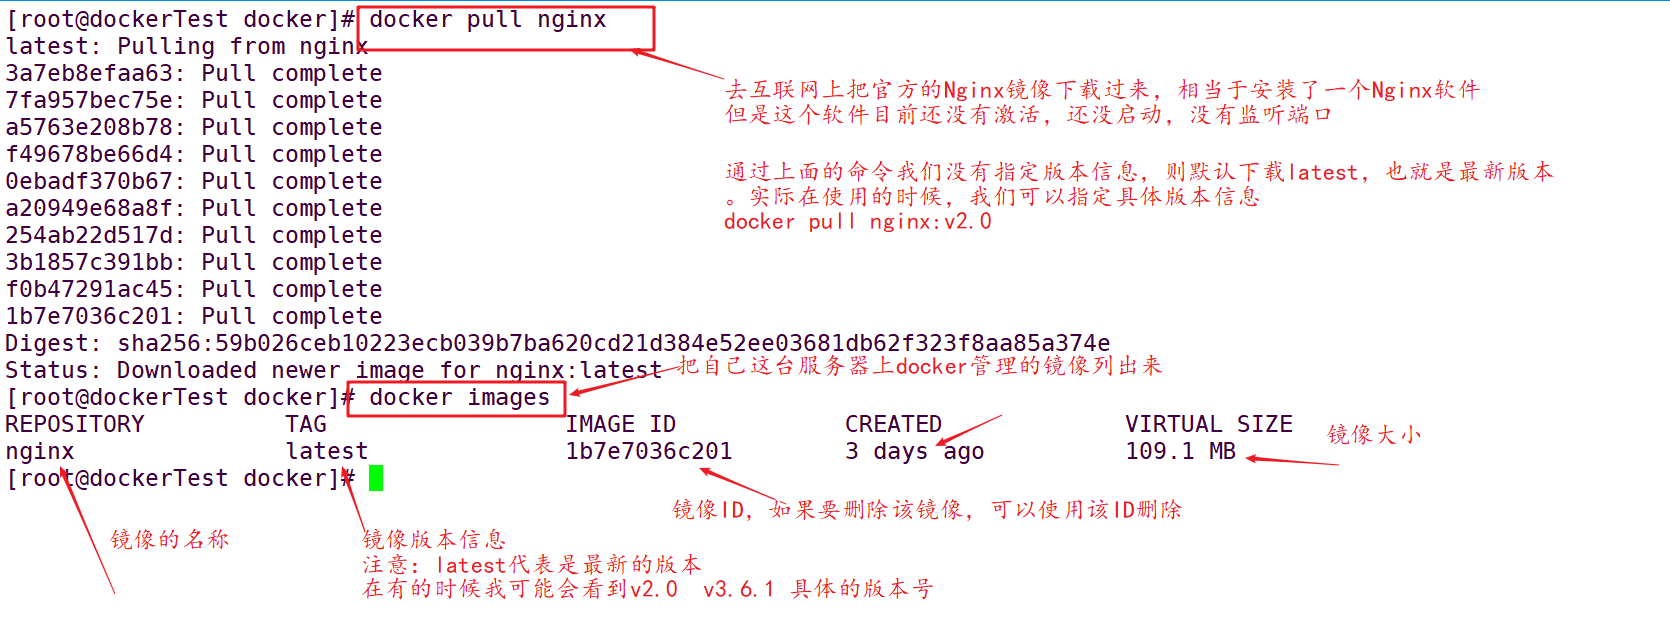 [root@dockerTest docker]# docker pull nginx
latest: Pulling from nginx
3a7eb8efaa63: Pull complete
7fa957bec75e: Pull complete
a5763e208b78: Pull complete
f49678be66d4: Pull complete
0ebadf370b67: Pull complete
a20949e68a8f: Pull complete
254ab22d517d: Pull complete
3b1857c391bb: Pull complete
f0b47291ac45: Pull complete
1b7e7036c201: Pull complete
去互联网上把官方的Nginx镜像下载过来，相当于安装了一个Nginx软件
但是这个软件目前还没有激活，还没启动，没有监听端口
通过上面的命令我们没有指定版本信息，则默认下载latest，也就是最新版本
。实际在使用的时候，我们可以指定具体版本信息
docker pull nginx:v2.0
Digest: sha256:59b026ceb10223ecb039b7ba620cd21d384e52ee03681db62f323f8aa85a374e
Status: Downloaded newer image for nginx:latest
把自己这台服务器上docker管理的镜像列出来
[root@dockerTest docker]# docker images
REPOSITORY TAG IMAGE ID CREATED VIRTUAL SIZE
nginx latest 1b7e7036c201 3 days ago 109.1 MB
镜像大小
[root@dockerTest docker]#
镜像ID，如果要删除该镜像，可以使用该ID删除
镜像的名称
镜像版本信息
注意：latest代表是最新的版本
在有的时候我可能会看到v2.0 v3.6.1 具体的版本号